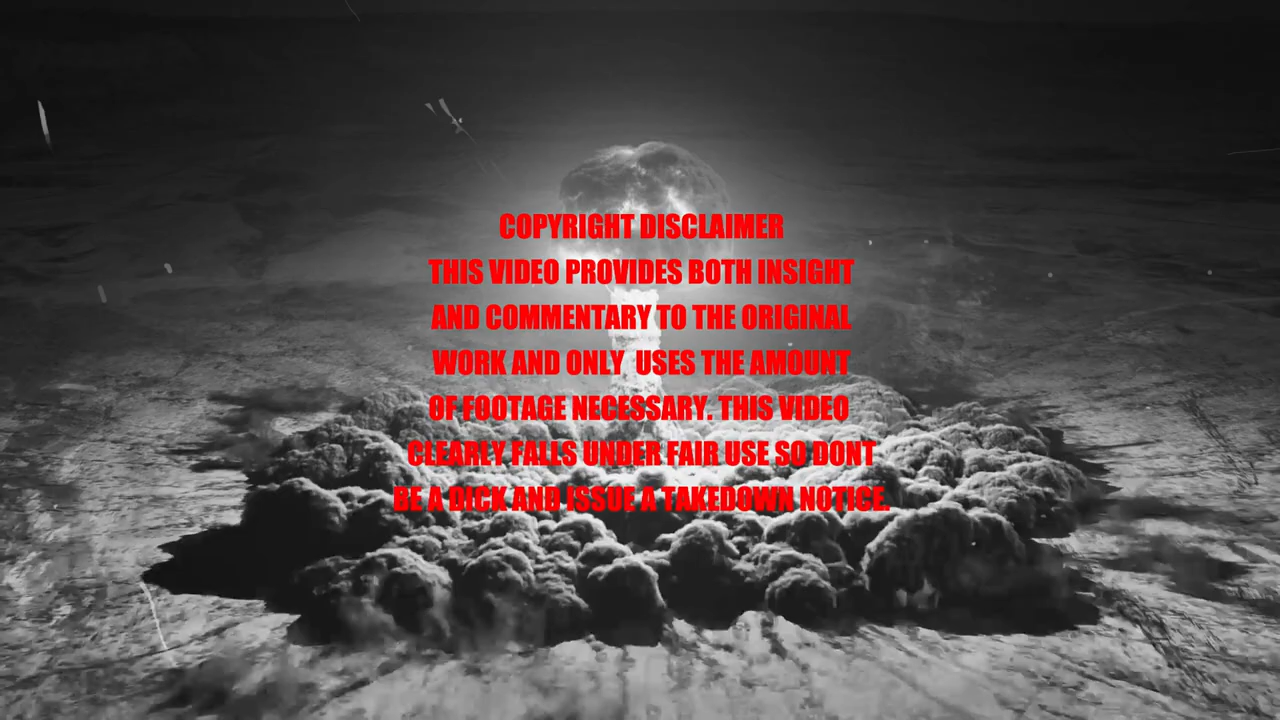 COPYRIGHT DISCLAIMER
THIS VIDEO PROVIDES BOTH INSIGHT
AND COMMENTARY TO THE ORIGINAL
WORK AND ONLY  USES THE AMOUNT
OF FOOTAGE NECESSARY. THIS VIDEO
CLEARLY FALLS UNDER FAIR USE SO DONT
BE A DICK AND ISSUE A TAKEDOWN NOTICE.